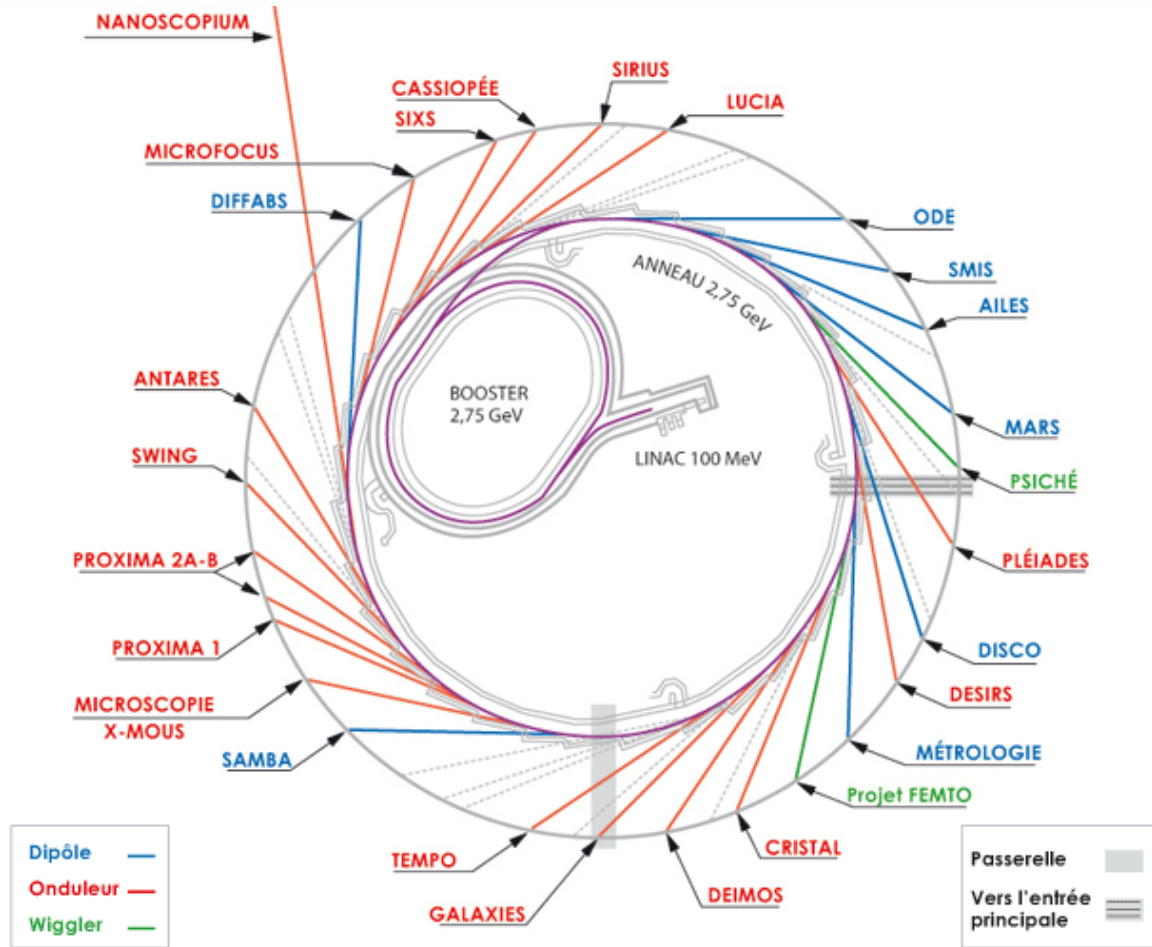 NANOSCOPIUM
SIRIUS
CASSIOPÉE
LUCIA
SIXS
MICROFOCUS
DIFFABS
ODE
ANNEAU 2,75 GeV
SMIS
AILES
ANTARES
BOOSTER
2,75 GeV
MARS
SWING
LINAC 100 MeV
PSICHÉ
PROXIMA 2A-B
PLÉIADES
PROXIMA 1
DISCO
DESIRS
MICROSCOPIE
X-MOUS
SAMBA
MÉTROLOGIE
Projet FEMTO
CRISTAL
TEMPO
DEIMOS
GALAXIES
Dipôle
Onduleur
Wiggler
Passerelle
Vers l'entrée
principale